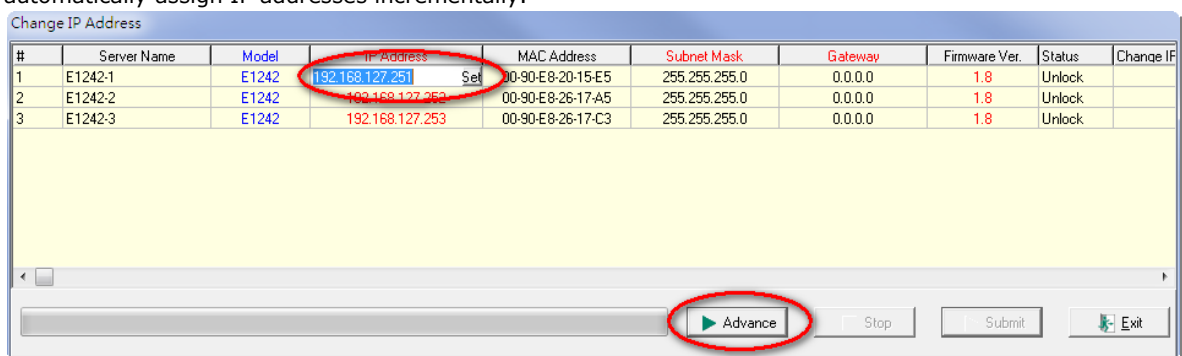 automatically assign IP addresses incrementally.
Change IP Address
# Server Name Model IP Address MAC Address Subnet Mask Gateway Firmware Ver. Status Change IF
1 E1242-1 E1242 192.168.127.251 Set 00-90-E8-20-15-E5 255.255.255.0 0.0.0.0 1.8 Unlock
2 E1242-2 E1242 192.168.127.252 00-90-E8-26-17-A5 255.255.255.0 0.0.0.0 1.8 Unlock
3 E1242-3 E1242 192.168.127.253 00-90-E8-26-17-C3 255.255.255.0 0.0.0.0 1.8 Unlock
Advance Stop Submit Exit